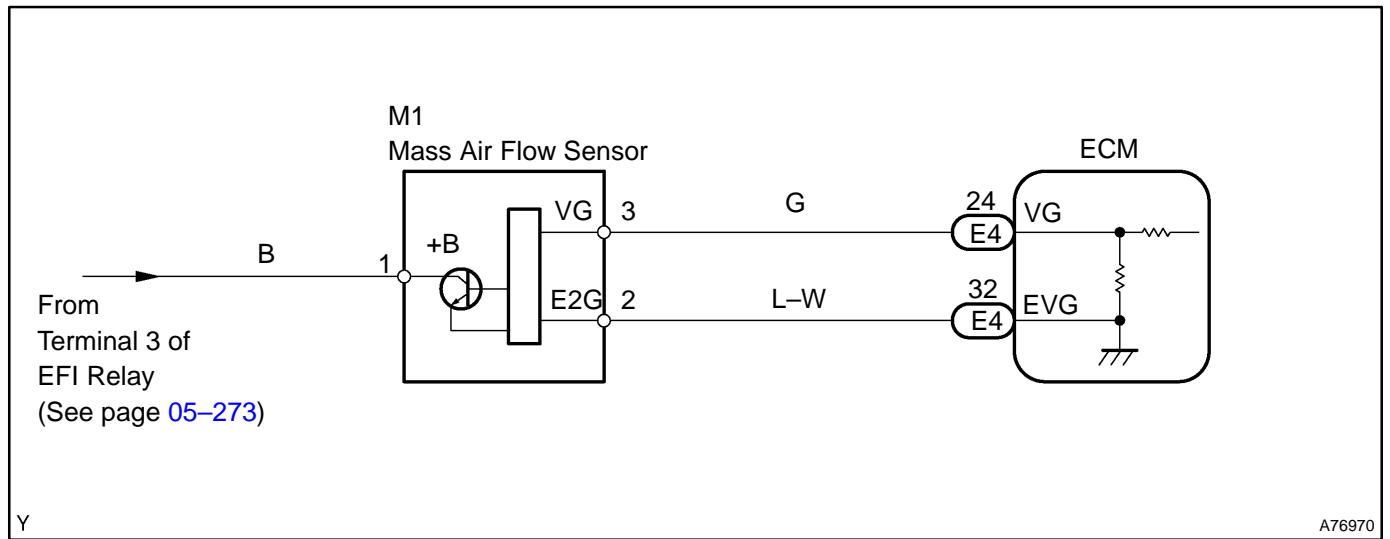 M1
Mass Air Flow Sensor
ECM
VG
3
G
24
E4
VG
+B
B
1
E2G
2
L–W
32
E4
EVG
From
Terminal 3 of
EFI Relay
(See page 05–273)
Y
A76970